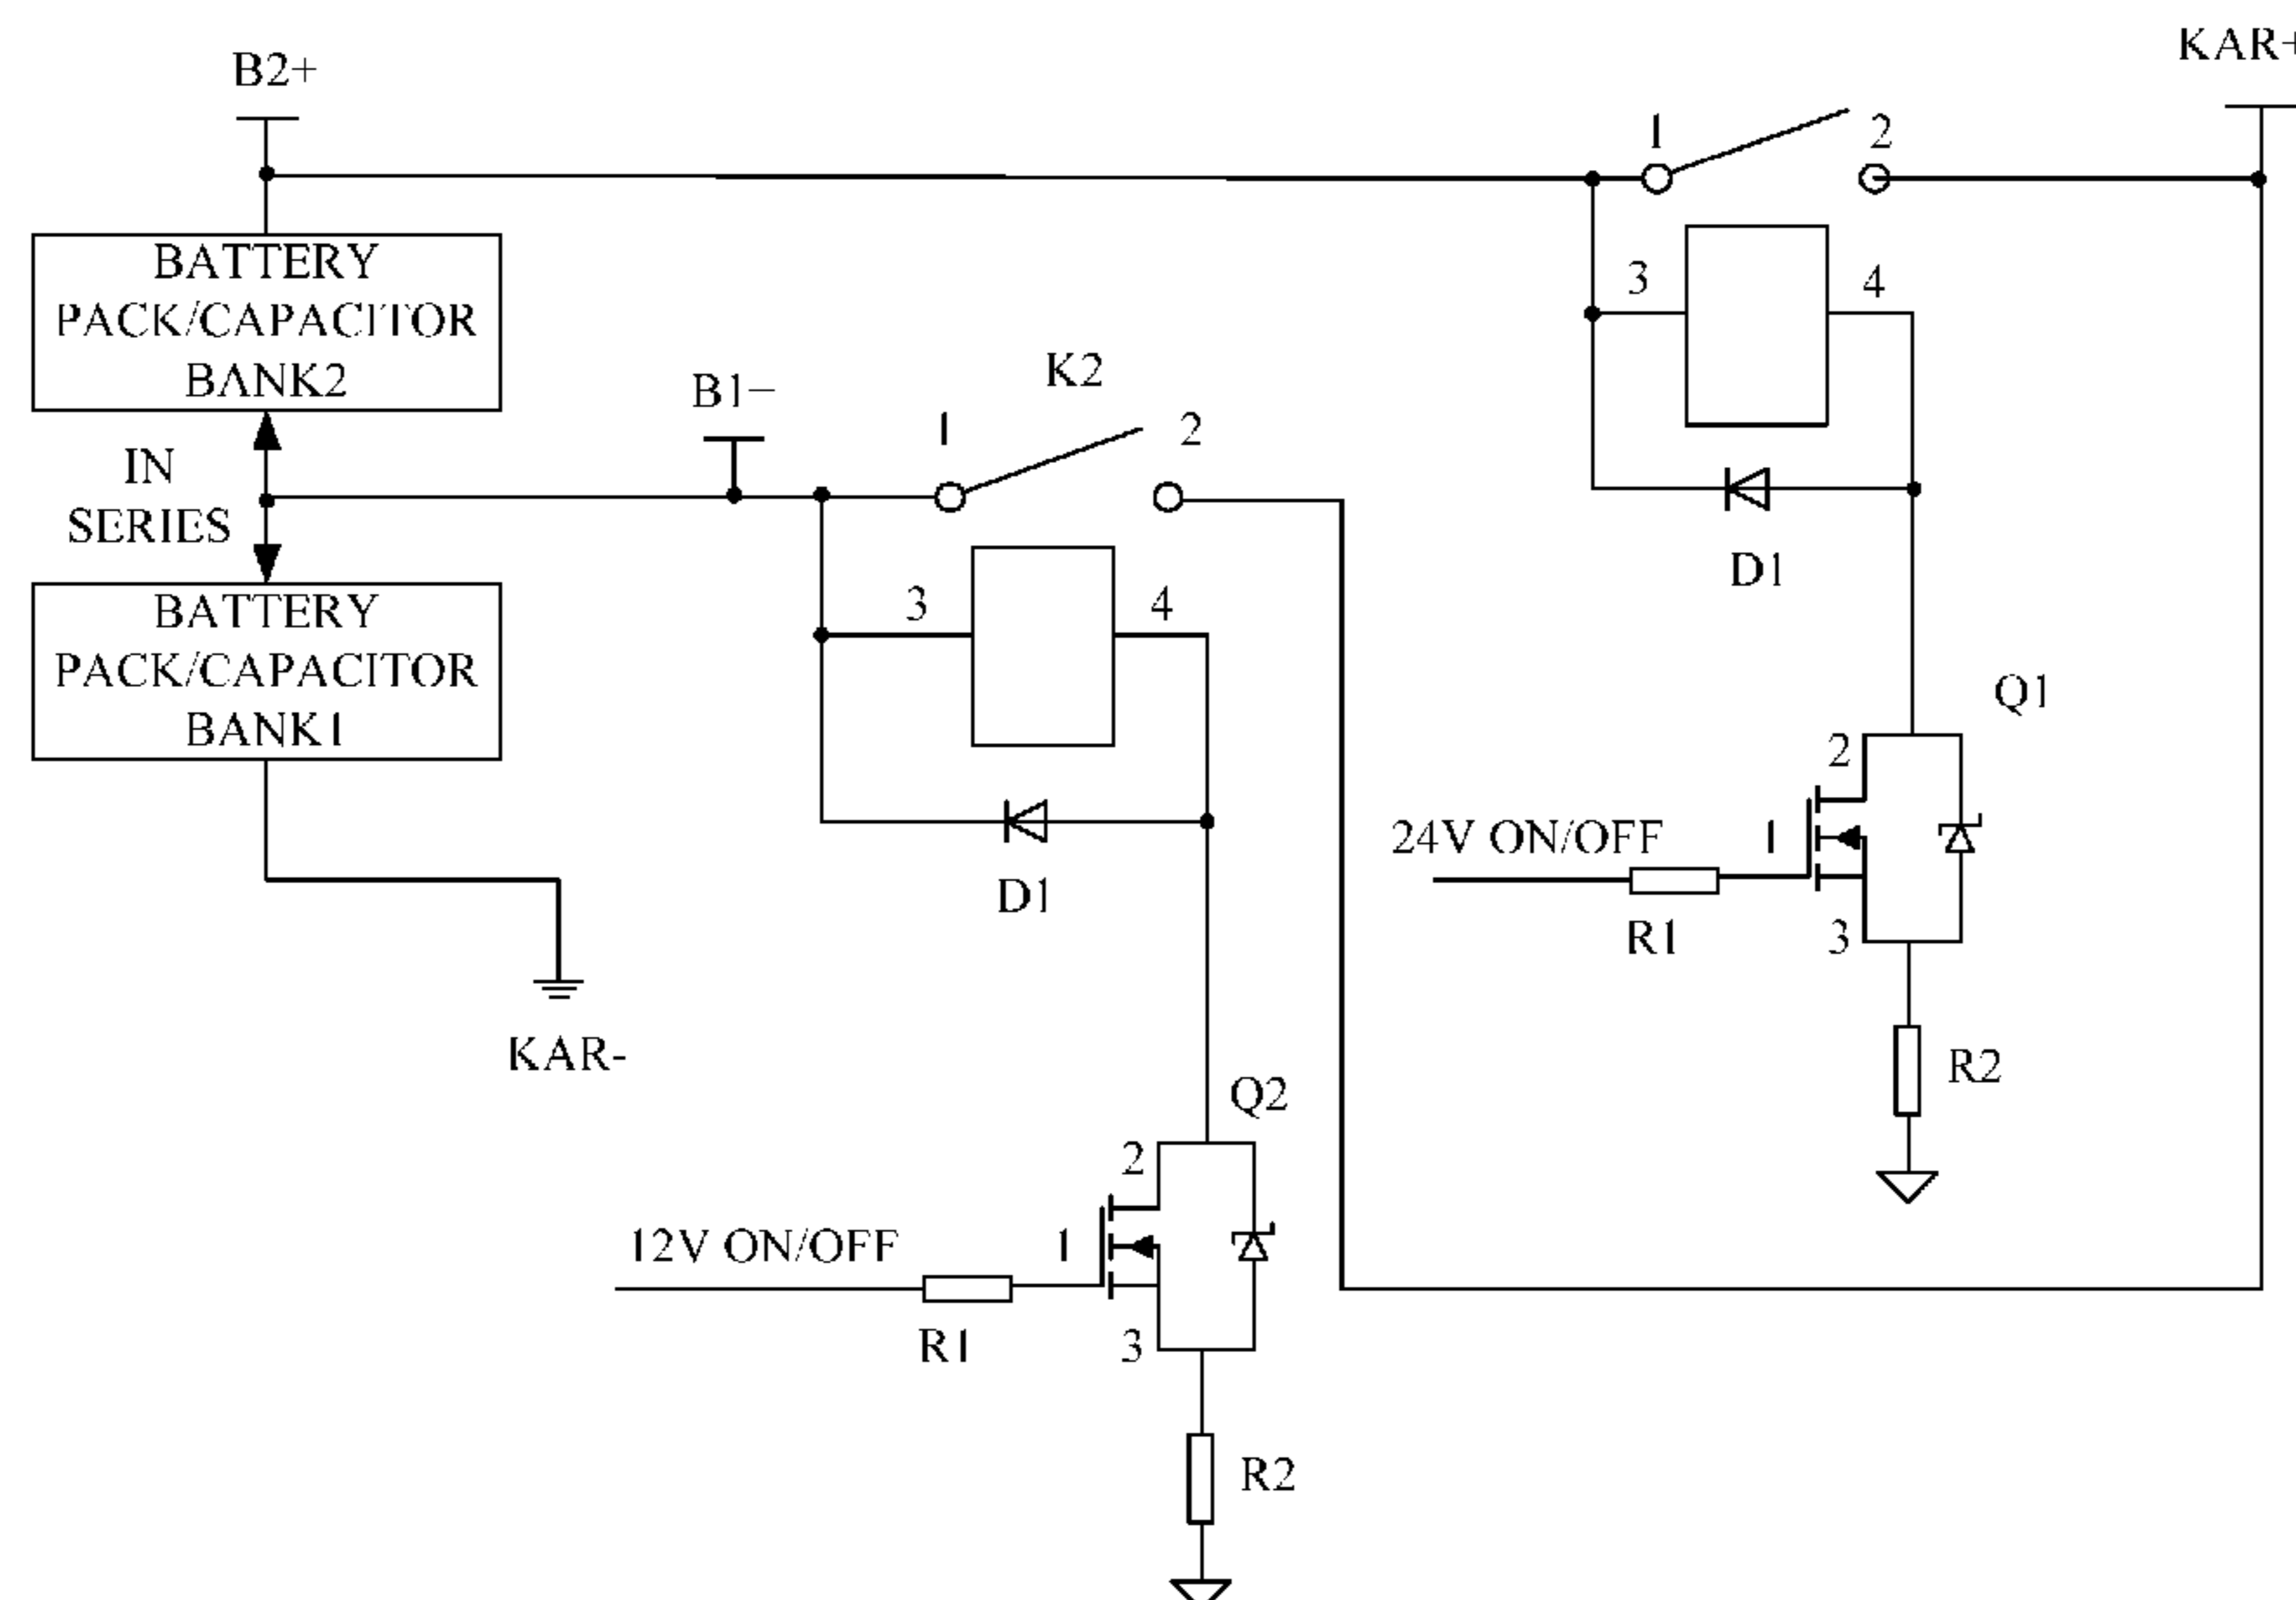 B2+
KAR+
1
2
BATTERY
PACK/CAPACITOR
BANK2
3
4
K2
B1−
1
2
IN
SERIES
D1
BATTERY
PACK/CAPACITOR
BANK1
3
4
Q1
2
24V ON/OFF
1
D1
R1
3
KAR-
R2
Q2
2
12V ON/OFF
1
R1
3
R2